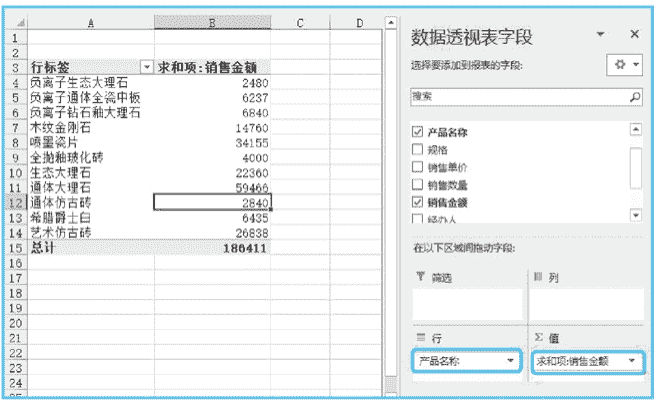 A B C D
1
2
3 行标签 求和项:销售金额
4 负离子生态大理石 2480
5 负离子通体全瓷中板 6237
6 负离子钻石釉大理石 6840
7 木纹金刚石 14760
8 喷墨瓷片 34155
9 全抛釉玻化砖 4000
10 生态大理石 22360
11 通体大理石 59466
12 通体仿古砖 2840
13 希腊爵士白 6435
14 艺术仿古砖 26838
15 总计 186411
16
17
18
19
20
21
22
23
24
25
数据透视表字段
选择要添加到报表的字段:
搜索
产品名称
规格
销售单价
销售数量
销售金额
经办人
在以下区域间拖动字段:
筛选
列
行
Σ 值
产品名称
求和项:销售金额